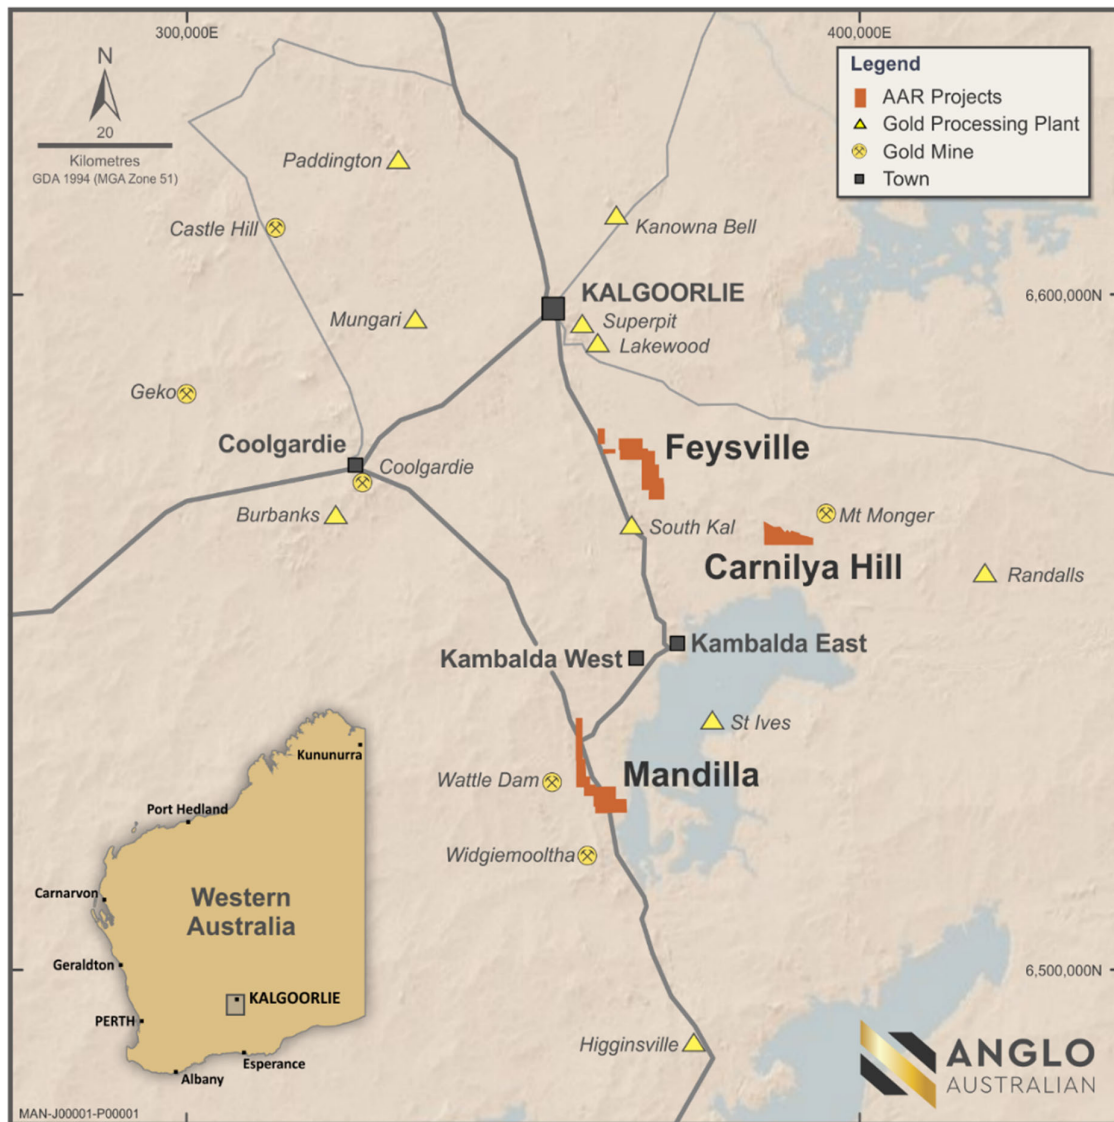 300,000E
400,000E
N
20
Kilometres
GDA 1994 (MGA Zone 51)
Legend
AAR Projects
Gold Processing Plant
Gold Mine
Town
Paddington
Castle Hill
Kanowna Bell
KALGOORLIE
6,600,000N
Mungari
Superpit
Lakewood
Geko
Coolgardie
Coolgardie
Feysville
Burbanks
South Kal
Mt Monger
Carnilya Hill
Randalls
Kambalda West
Kambalda East
St Ives
Wattle Dam
Mandilla
Widgiemooltha
Kununurra
Port Hedland
Carnarvon
Western
Australia
Geraldton
KALGOORLIE
PERTH
Esperance
Albany
6,500,000N
Higginsville
ANGLO
AUSTRALIAN
MAN-J00001-P00001